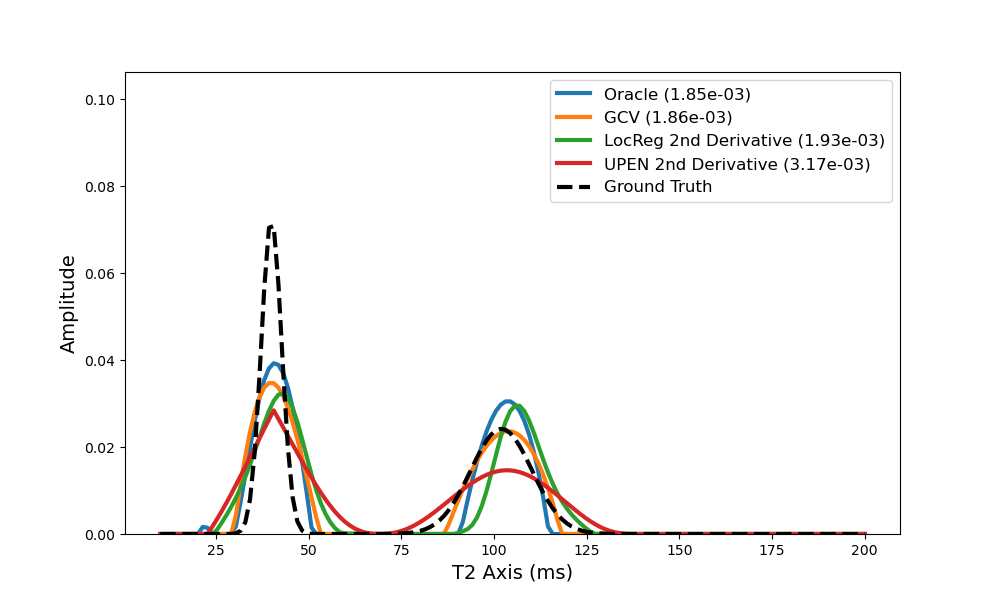 0.10
0.08
0.06
0.04
0.02
0.00
Amplitude
Oracle (1.85e-03)
GCV (1.86e-03)
LocReg 2nd Derivative (1.93e-03)
UPEN 2nd Derivative (3.17e-03)
Ground Truth
25 50 75 100 125 150 175 200
T2 Axis (ms)